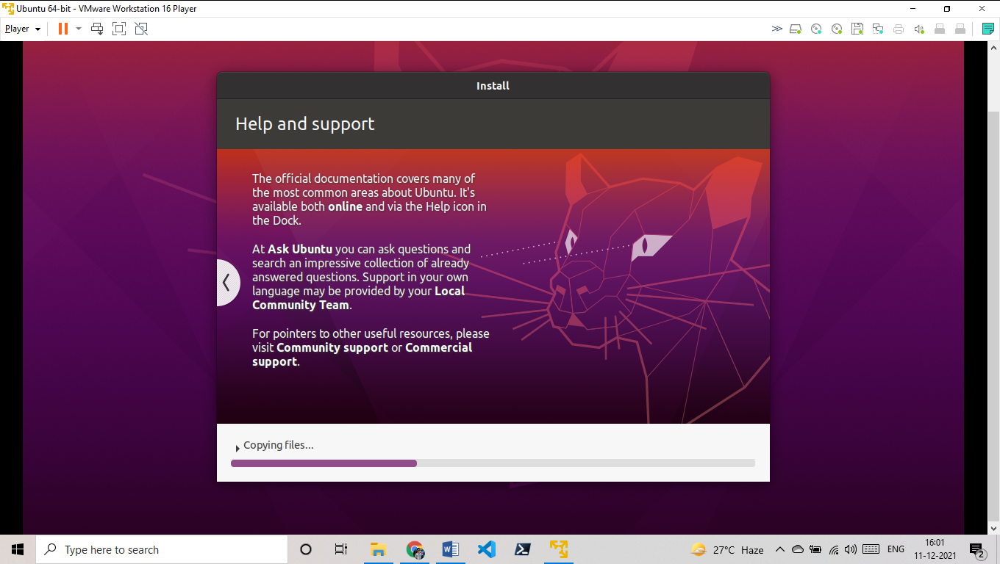 Ubuntu 64-bit - VMware Workstation 16 Player
Player
Install
Help and support
The official documentation covers many of
the most common areas about Ubuntu. It's
available both online and via the Help icon in
the Dock.
At Ask Ubuntu you can ask questions and
search an impressive collection of already
answered questions. Support in your own
language may be provided by your Local
Community Team.
For pointers to other useful resources, please
visit Community support or Commercial
support.
Copying files...
Type here to search
W
27°C Haze
ENG
16:01
11-12-2021
2